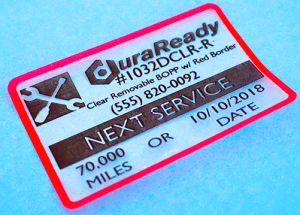 duraReady
#1032DCLR-R
Clear Removable BOPP w/ Red Border
(555) 820-0092
NEXT SERVICE
70,000 OR 10/10/2018
MILES DATE